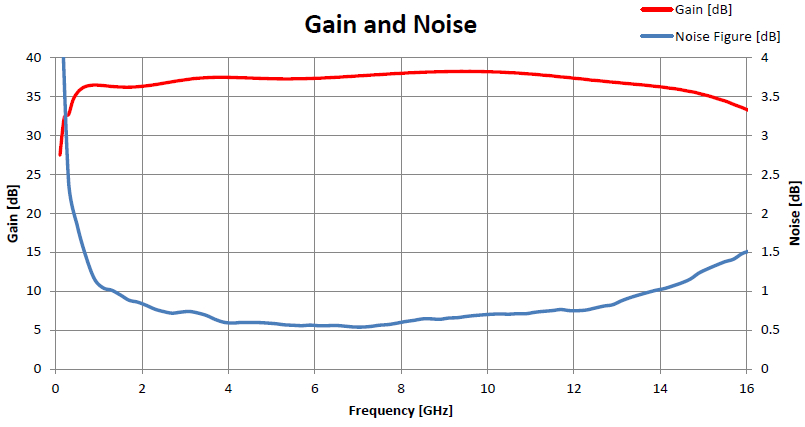 Gain and Noise
Gain [dB]
Noise Figure [dB]
40
35
30
25
20
15
10
5
0
Gain [dB]
4
3.5
3
2.5
2
1.5
1
0.5
0
Noise [dB]
0 2 4 6 8 10 12 14 16
Frequency [GHz]